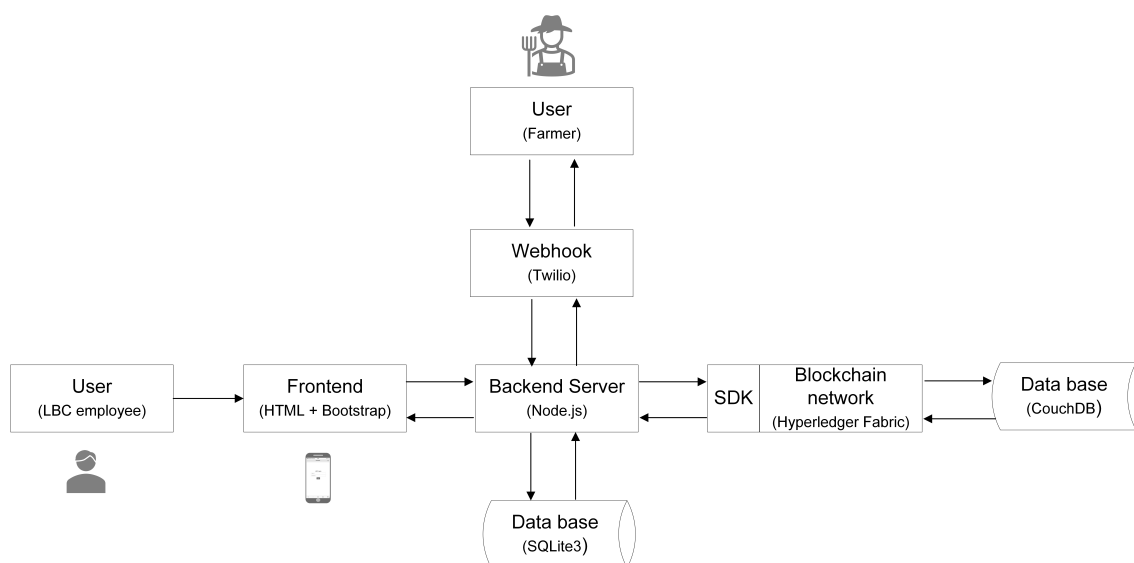 User
(Farmer)
Webhook
(Twilio)
User
(LBC employee)
Frontend
(HTML + Bootstrap)
Backend Server
(Node.js)
SDK
Blockchain
network
(Hyperledger Fabric)
Data base
(CouchDB)
Data base
(SQLite3)